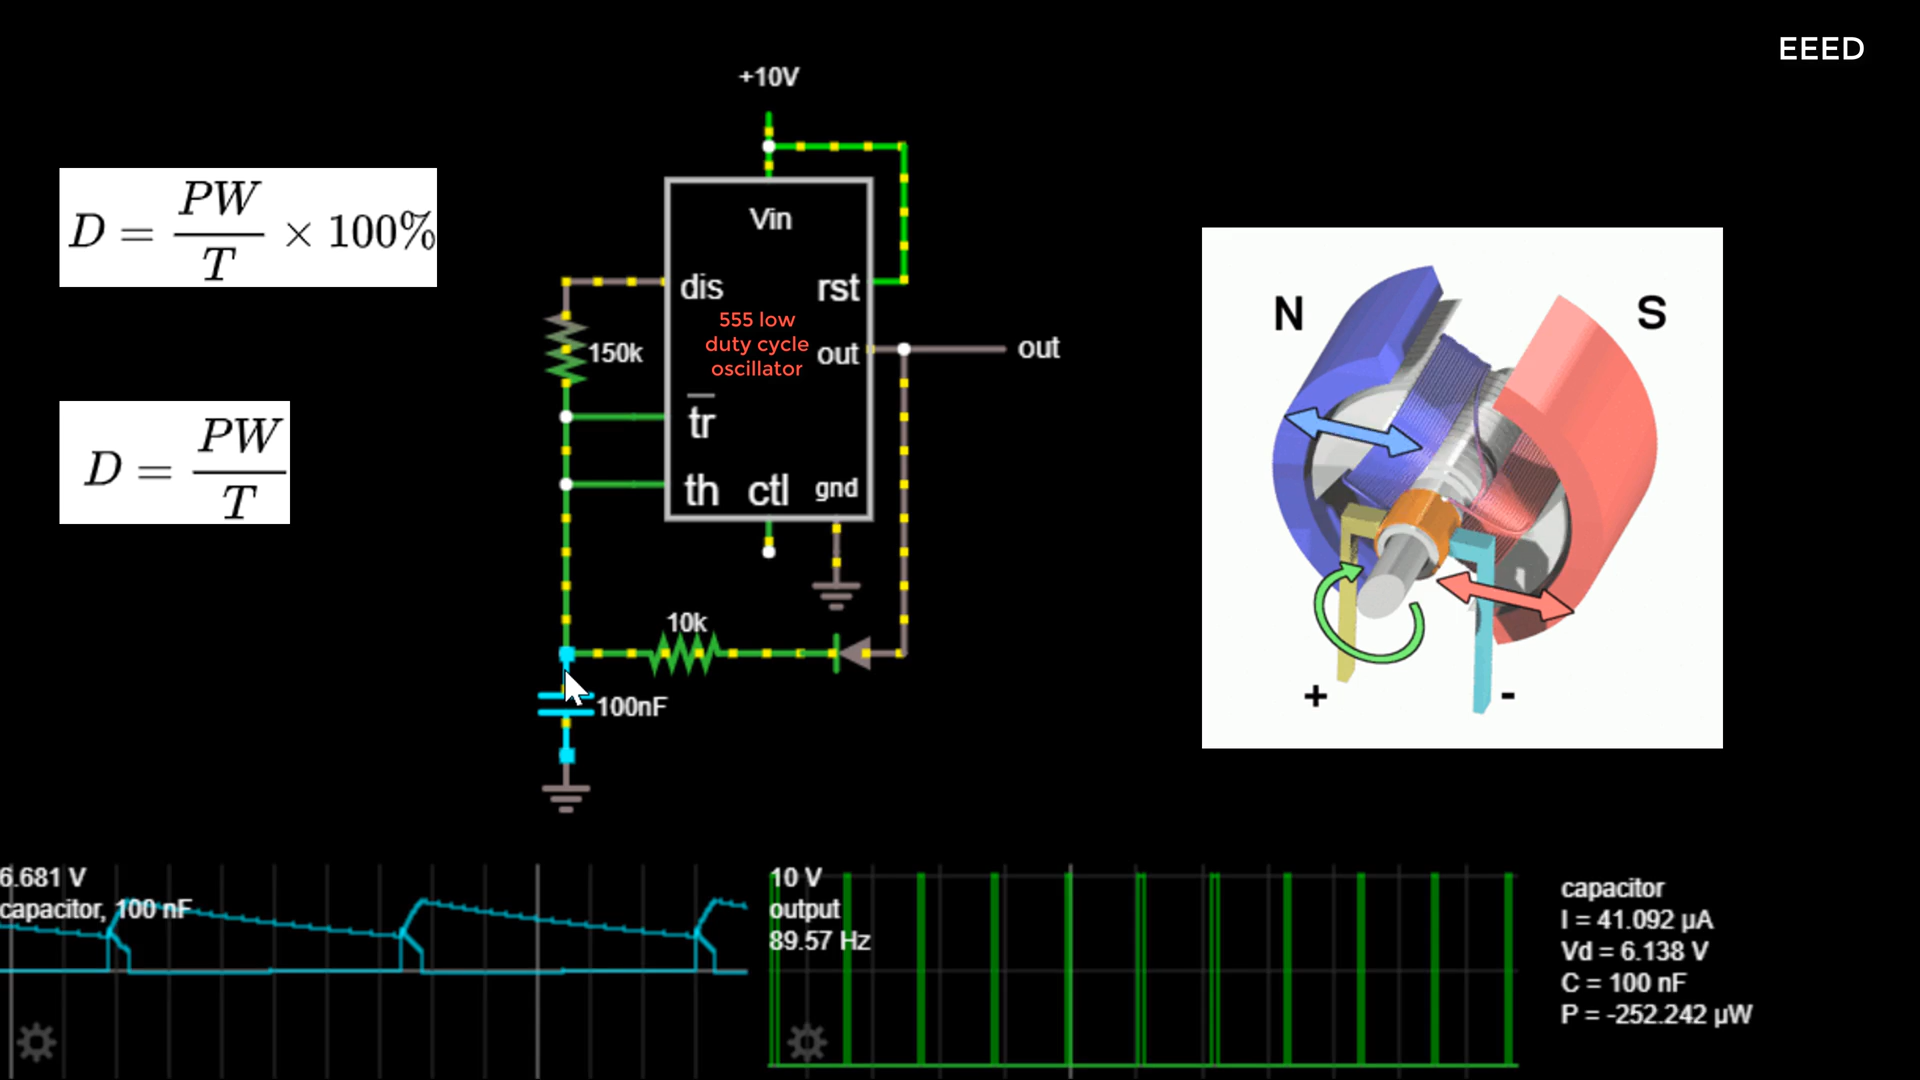 EEED
+10V
D = PW/T × 100%
Vin
dis
rst
555 low
duty cycle
oscillator
150k
out
out
N
S
D = PW/T
tr
th
ctl
gnd
10k
100nF
+
-
6.681 V
capacitor, 100 nF
10 V
output
89.57 Hz
capacitor
I = 41.092 μA
Vd = 6.138 V
C = 100 nF
P = -252.242 μW